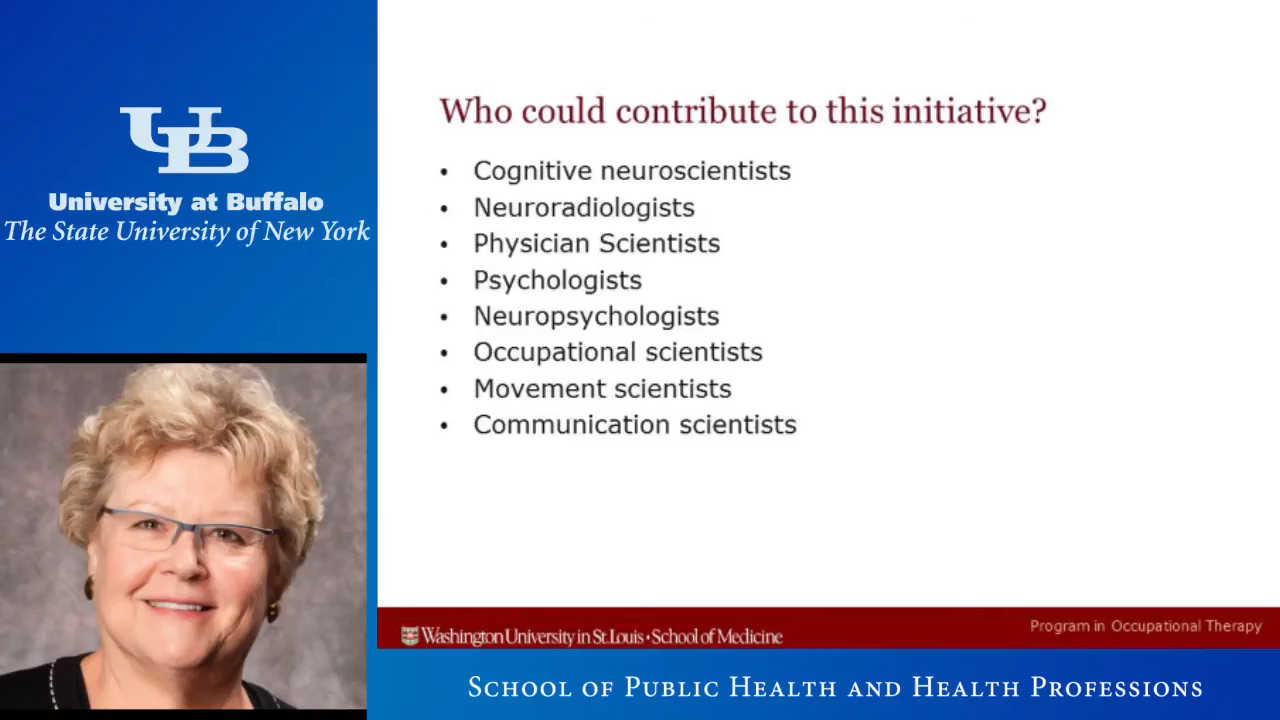 UB
University at Buffalo
The State University of New York
Who could contribute to this initiative?
• Cognitive neuroscientists
• Neuroradiologists
• Physician Scientists
• Psychologists
• Neuropsychologists
• Occupational scientists
• Movement scientists
• Communication scientists
Washington University in St. Louis • School of Medicine
Program in Occupational Therapy
School of Public Health and Health Professions